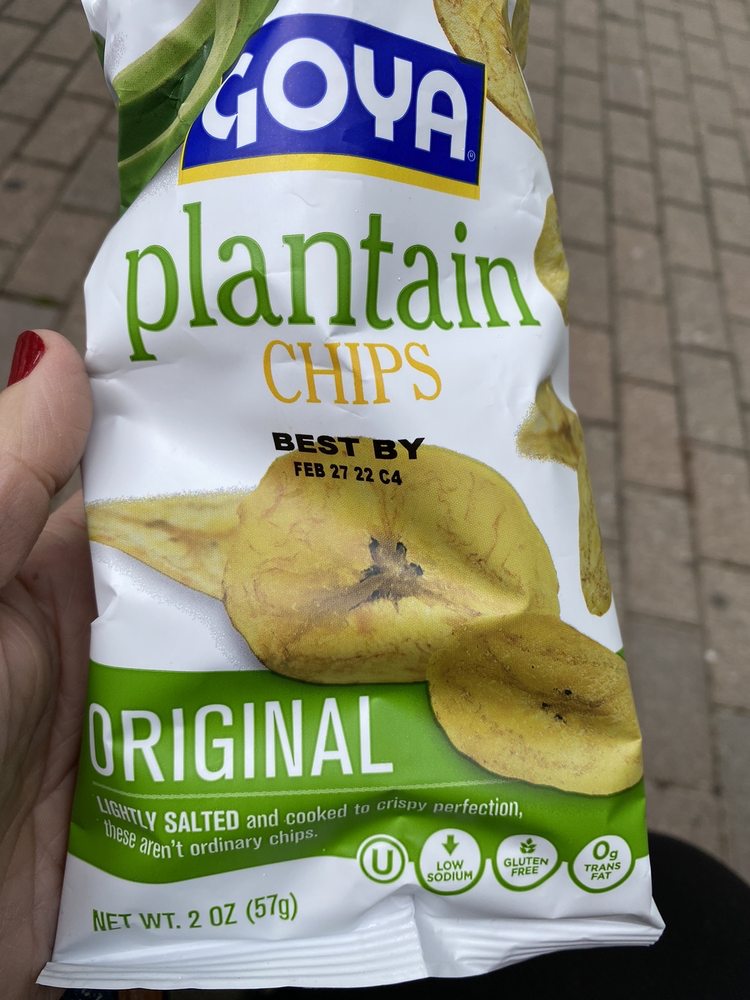 GOYA®
plantain
CHIPS
BEST BY
FEB 27 22 C4
ORIGINAL
LIGHTLY SALTED and cooked to crispy perfection,
these aren't ordinary chips.
U
LOW
SODIUM
GLUTEN
FREE
0g
TRANS
FAT
NET WT. 2 OZ (57g)